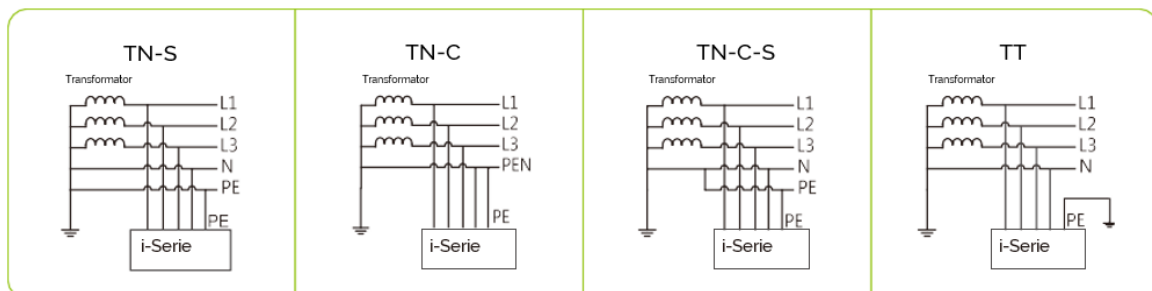 TN-S
Transformator
L1
L2
L3
N
PE
PE
i-Serie
TN-C
Transformator
L1
L2
L3
PEN
PE
i-Serie
TN-C-S
Transformator
L1
L2
L3
N
PE
PE
i-Serie
TT
Transformator
L1
L2
L3
N
PE
i-Serie